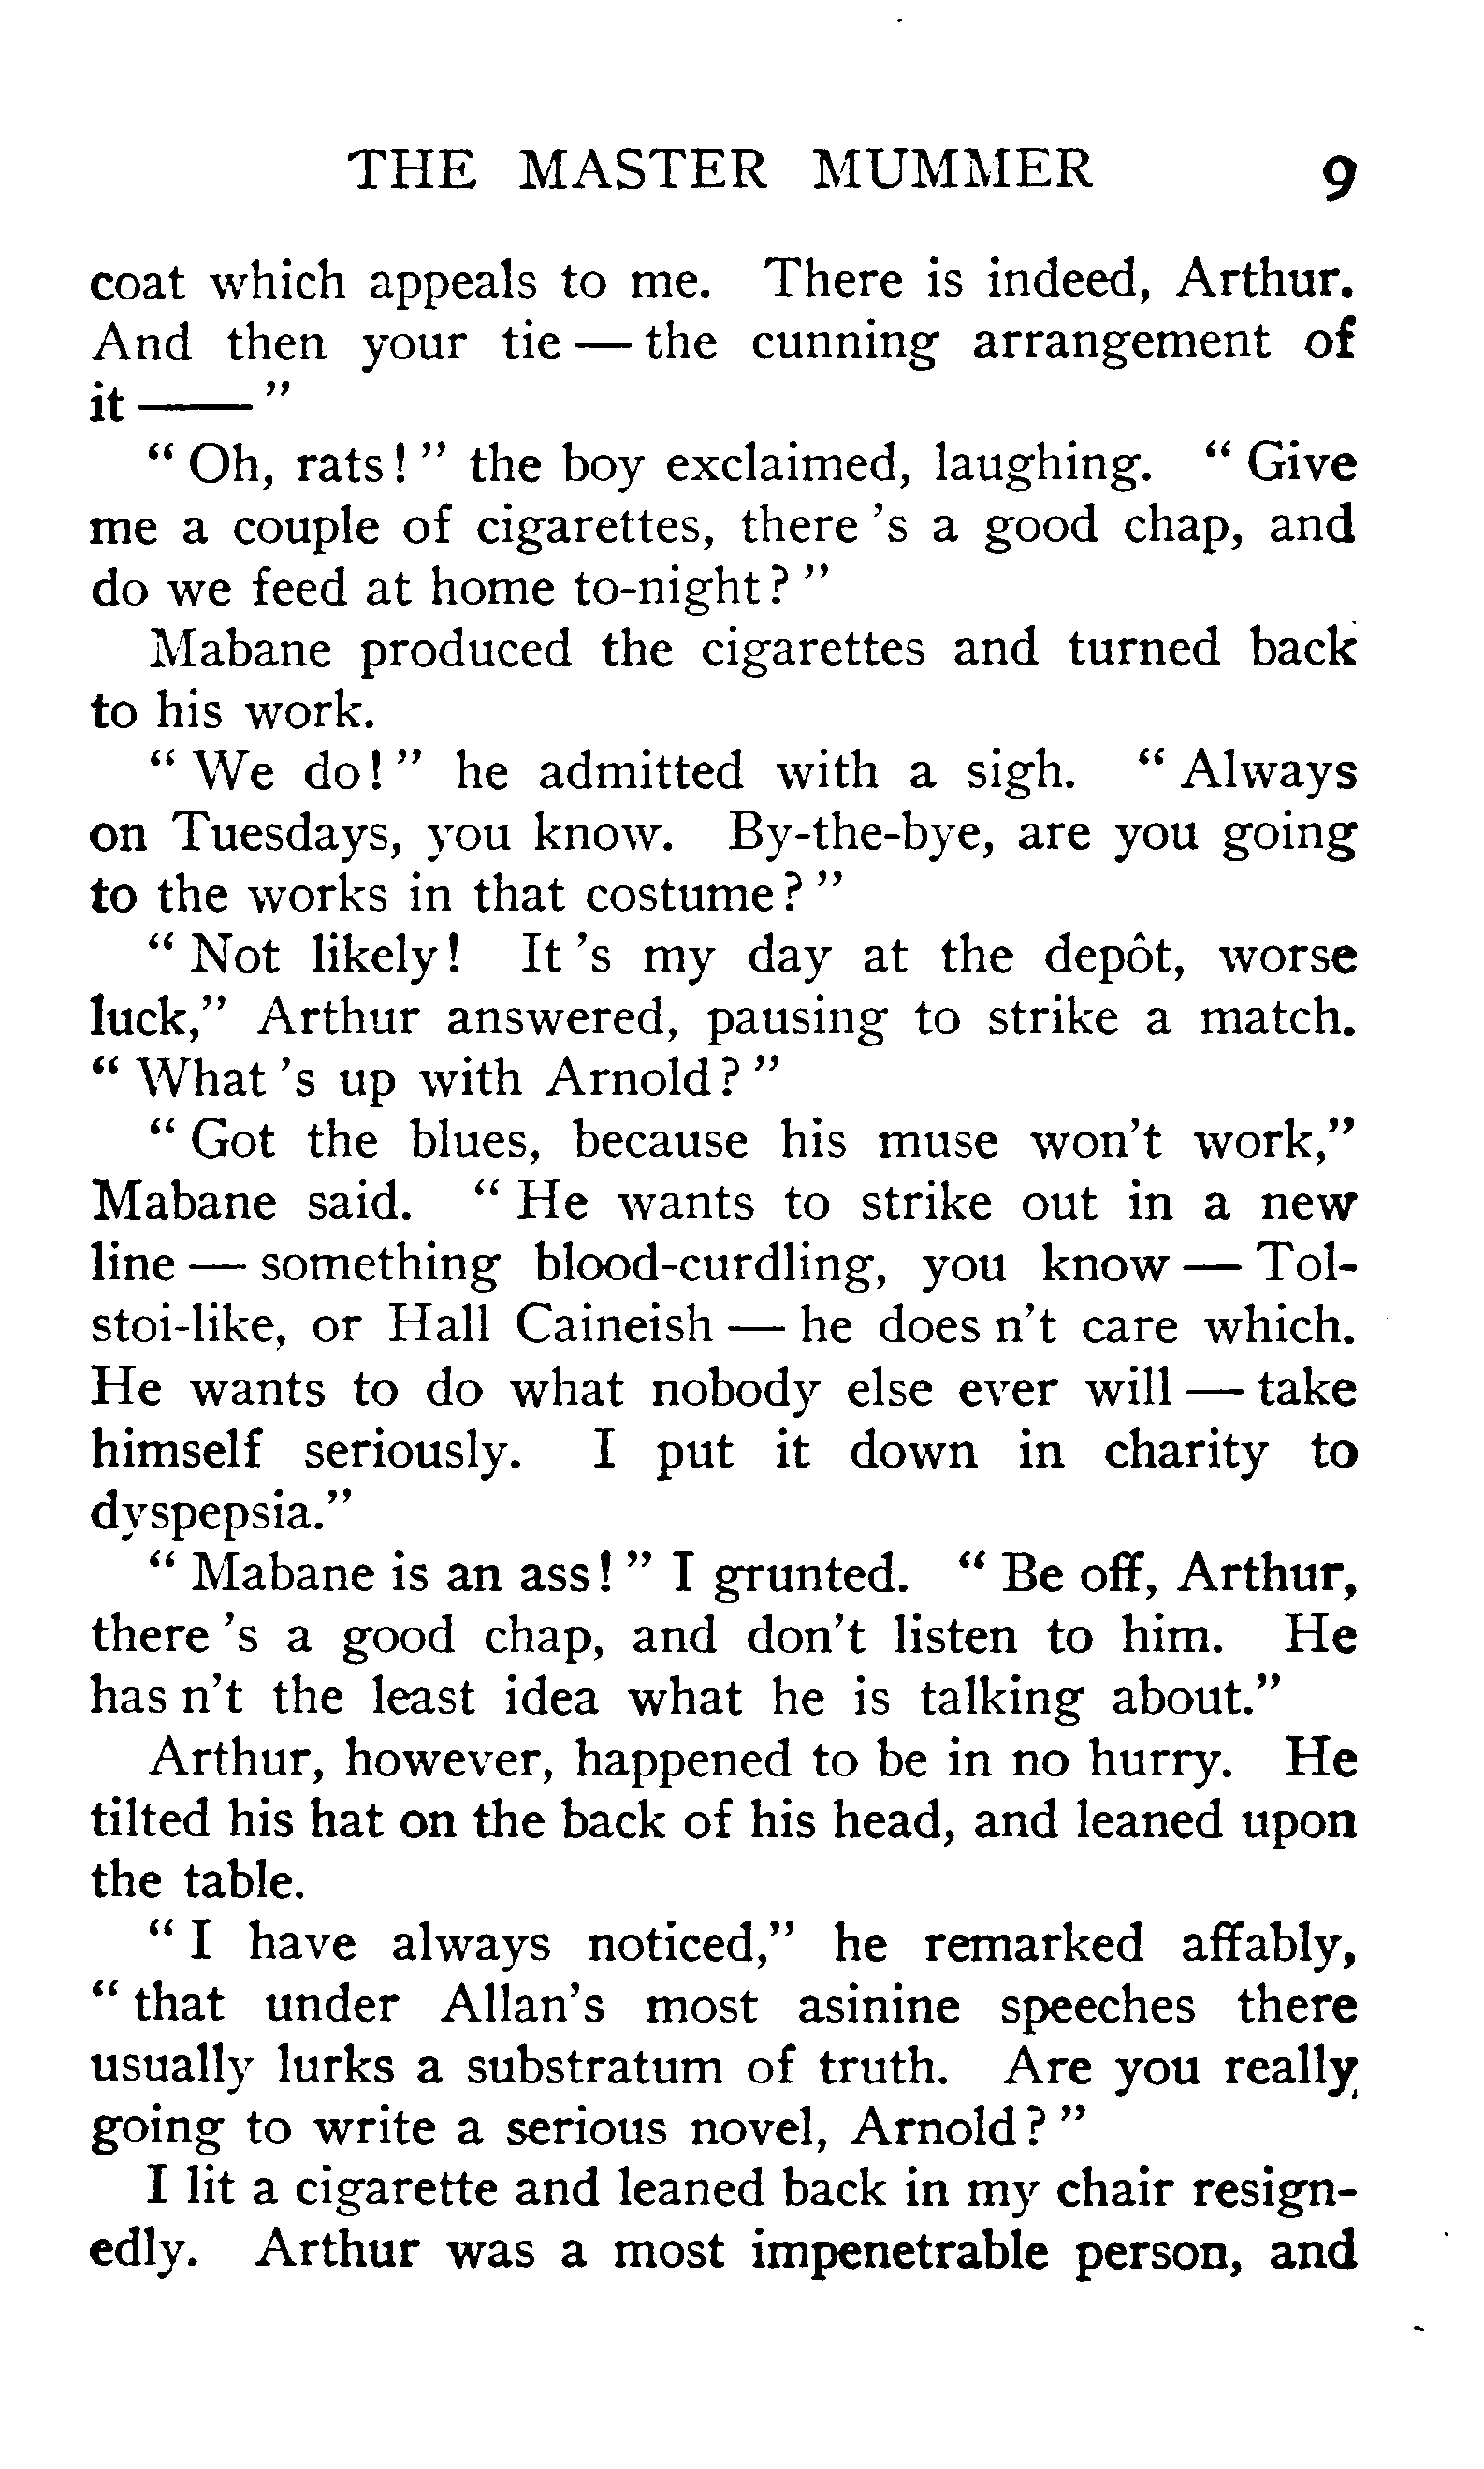 THE MASTER MUMMER 9
coat which appeals to me. There is indeed, Arthur.
And then your tie — the cunning arrangement of
it —— "
" Oh, rats! " the boy exclaimed, laughing. " Give
me a couple of cigarettes, there 's a good chap, and
do we feed at home to-night? "
Mabane produced the cigarettes and turned back
to his work.
" We do! " he admitted with a sigh. " Always
on Tuesdays, you know. By-the-bye, are you going
to the works in that costume? "
" Not likely! It 's my day at the depôt, worse
luck," Arthur answered, pausing to strike a match.
" What 's up with Arnold? "
" Got the blues, because his muse won't work,"
Mabane said. " He wants to strike out in a new
line — something blood-curdling, you know — Tol-
stoi-like, or Hall Caineish — he does n't care which.
He wants to do what nobody else ever will — take
himself seriously. I put it down in charity to
dyspepsia."
" Mabane is an ass! " I grunted. " Be off, Arthur,
there 's a good chap, and don't listen to him. He
has n't the least idea what he is talking about."
Arthur, however, happened to be in no hurry. He
tilted his hat on the back of his head, and leaned upon
the table.
" I have always noticed," he remarked affably,
" that under Allan's most asinine speeches there
usually lurks a substratum of truth. Are you really
going to write a serious novel, Arnold? "
I lit a cigarette and leaned back in my chair resign-
edly. Arthur was a most impenetrable person, and